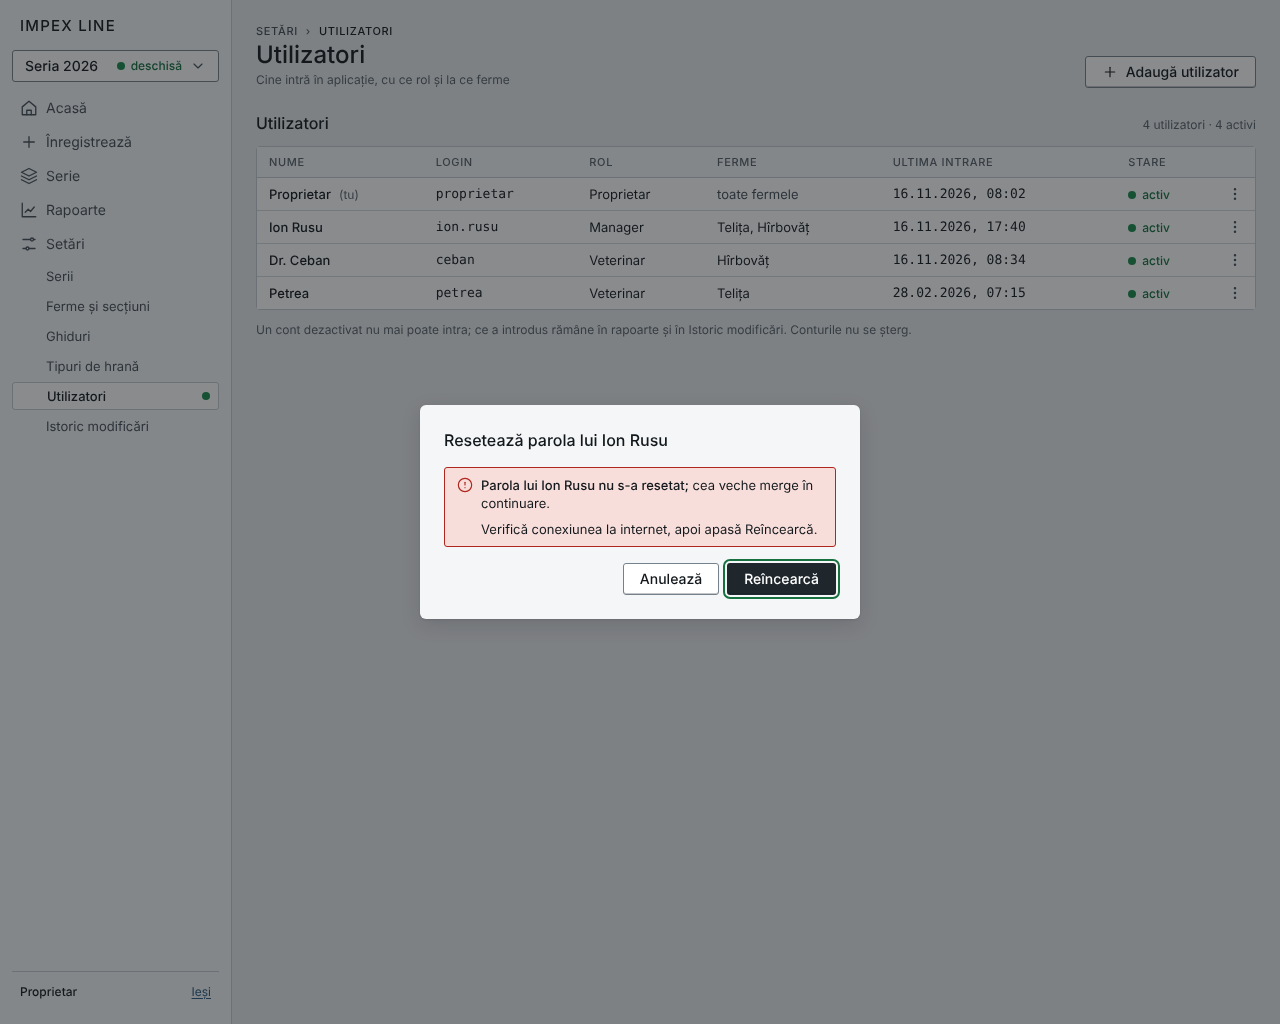 IMPEX LINE
Seria 2026 deschisă
Acasă
Înregistrează
Serie
Rapoarte
Setări
Serii
Ferme și secțiuni
Ghiduri
Tipuri de hrană
Utilizatori
Istoric modificări
Proprietar Ieși
SETĂRI › UTILIZATORI
Utilizatori
Cine intră în aplicație, cu ce rol și la ce ferme
Adaugă utilizator
Utilizatori
4 utilizatori · 4 activi
NUME LOGIN ROL FERME ULTIMA INTRARE STARE
Proprietar (tu) proprietar Proprietar toate fermele 16.11.2026, 08:02 activ
Ion Rusu ion.rusu Manager Telița, Hîrbovăț 16.11.2026, 17:40 activ
Dr. Ceban ceban Veterinar Hîrbovăț 16.11.2026, 08:34 activ
Petrea petrea Veterinar Telița 28.02.2026, 07:15 activ
Un cont dezactivat nu mai poate intra; ce a introdus rămâne în rapoarte și în Istoric modificări. Conturile nu se șterg.
Resetează parola lui Ion Rusu
Parola lui Ion Rusu nu s-a resetat; cea veche merge în
continuare.
Verifică conexiunea la internet, apoi apasă Reîncearcă.
Anulează Reîncearcă